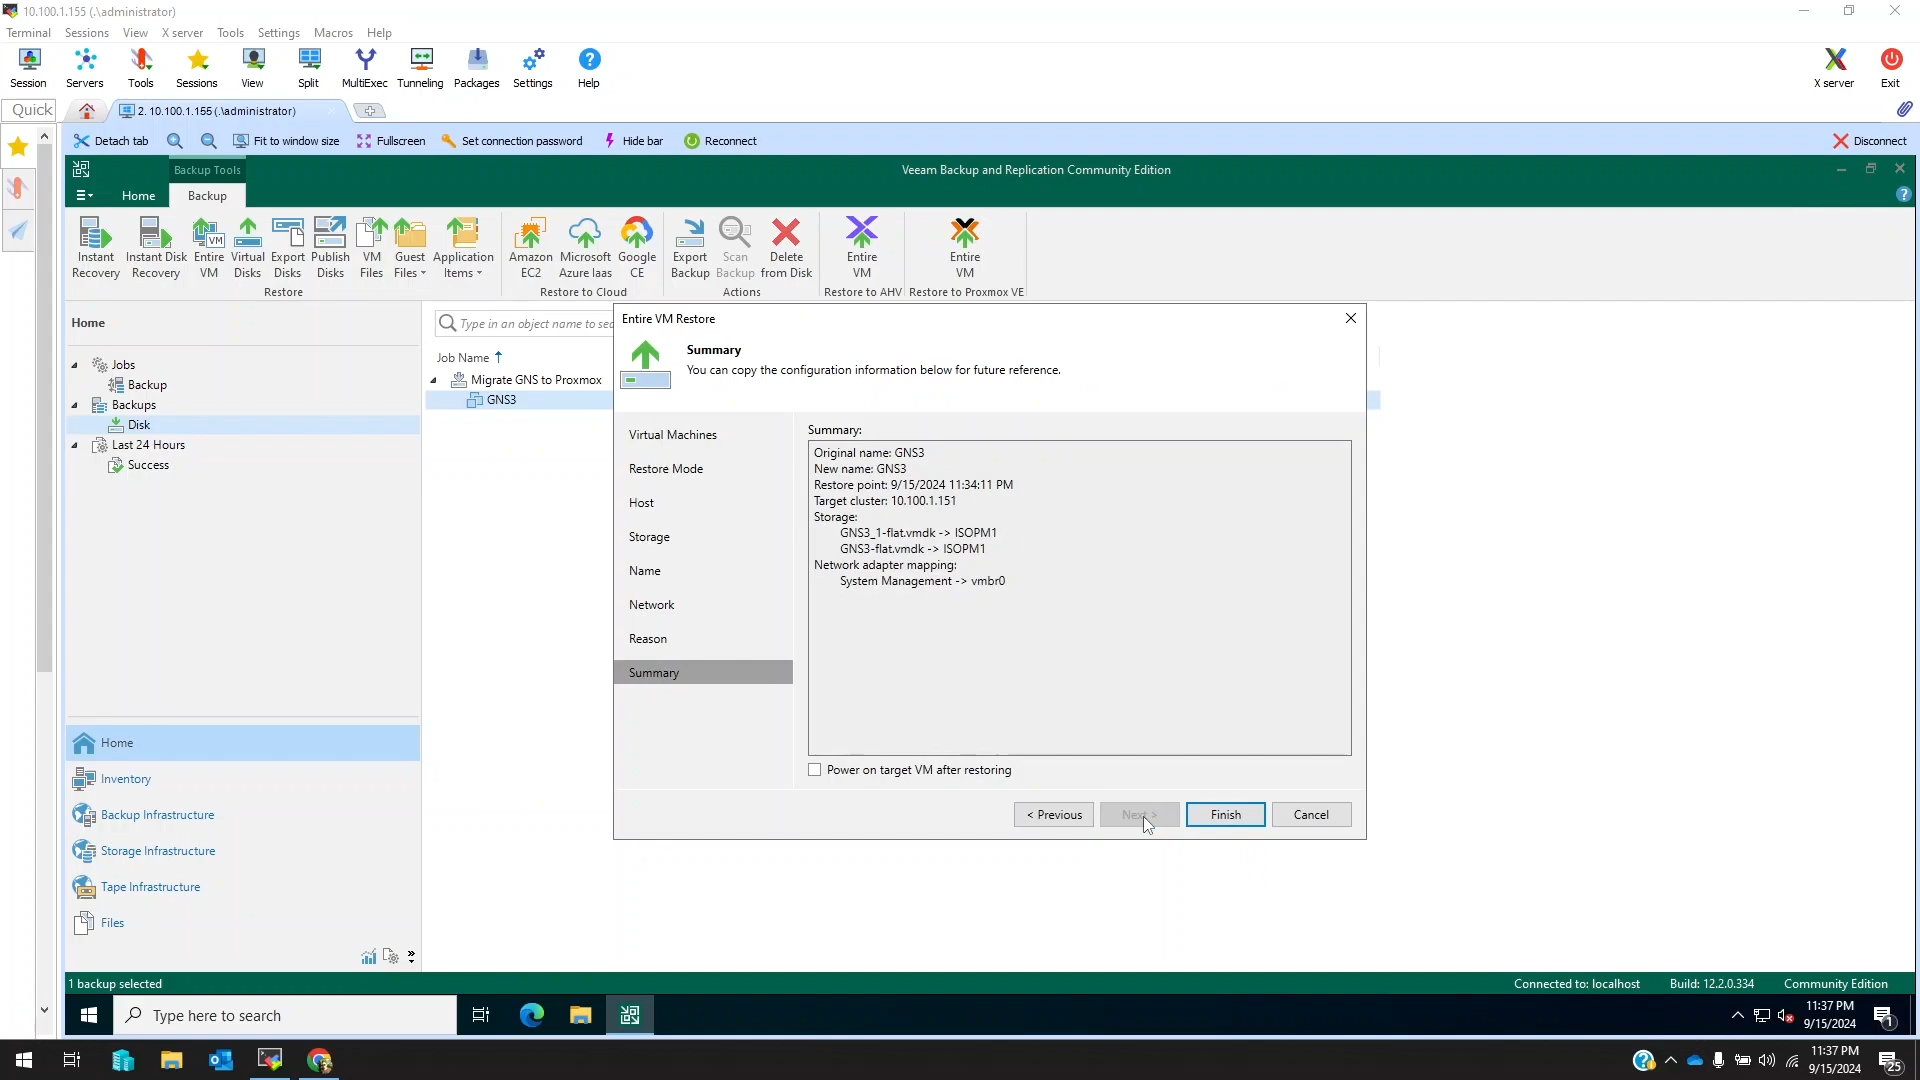 10.100.1.155 (.\administrator)
Terminal Sessions View X server Tools Settings Macros Help
Session Servers Tools Sessions View Split MultiExec Tunneling Packages Settings Help X server Exit
Quick 2. 10.100.1.155 (.\administrator)
Detach tab Fit to window size Fullscreen Set connection password Hide bar Reconnect Disconnect
Backup Tools Veeam Backup and Replication Community Edition
Home Backup
Instant Recovery
Instant Disk Recovery
Entire VM
Virtual Disks
Export Disks
Publish Disks
VM Files
Guest Files
Application Items
Restore
Amazon EC2
Microsoft Azure Iaas
Google CE
Restore to Cloud
Export Backup
Scan Backup
Delete from Disk
Actions
Entire VM
Restore to AHV
Entire VM
Restore to Proxmox VE
Home
Jobs
Backup
Backups
Disk
Last 24 Hours
Success
Type in an object name to sea
Job Name
Migrate GNS to Proxmox
GNS3
Entire VM Restore
Summary
You can copy the configuration information below for future reference.
Virtual Machines
Restore Mode
Host
Storage
Name
Network
Reason
Summary
Summary:
Original name: GNS3
New name: GNS3
Restore point: 9/15/2024 11:34:11 PM
Target cluster: 10.100.1.151
Storage:
GNS3_1-flat.vmdk -> ISOPM1
GNS3-flat.vmdk -> ISOPM1
Network adapter mapping:
System Management -> vmbr0
Power on target VM after restoring
< Previous Next > Finish Cancel
Home
Inventory
Backup Infrastructure
Storage Infrastructure
Tape Infrastructure
Files
1 backup selected Connected to: localhost Build: 12.2.0.334 Community Edition
Type here to search
11:37 PM
9/15/2024
1
11:37 PM
9/15/2024
25